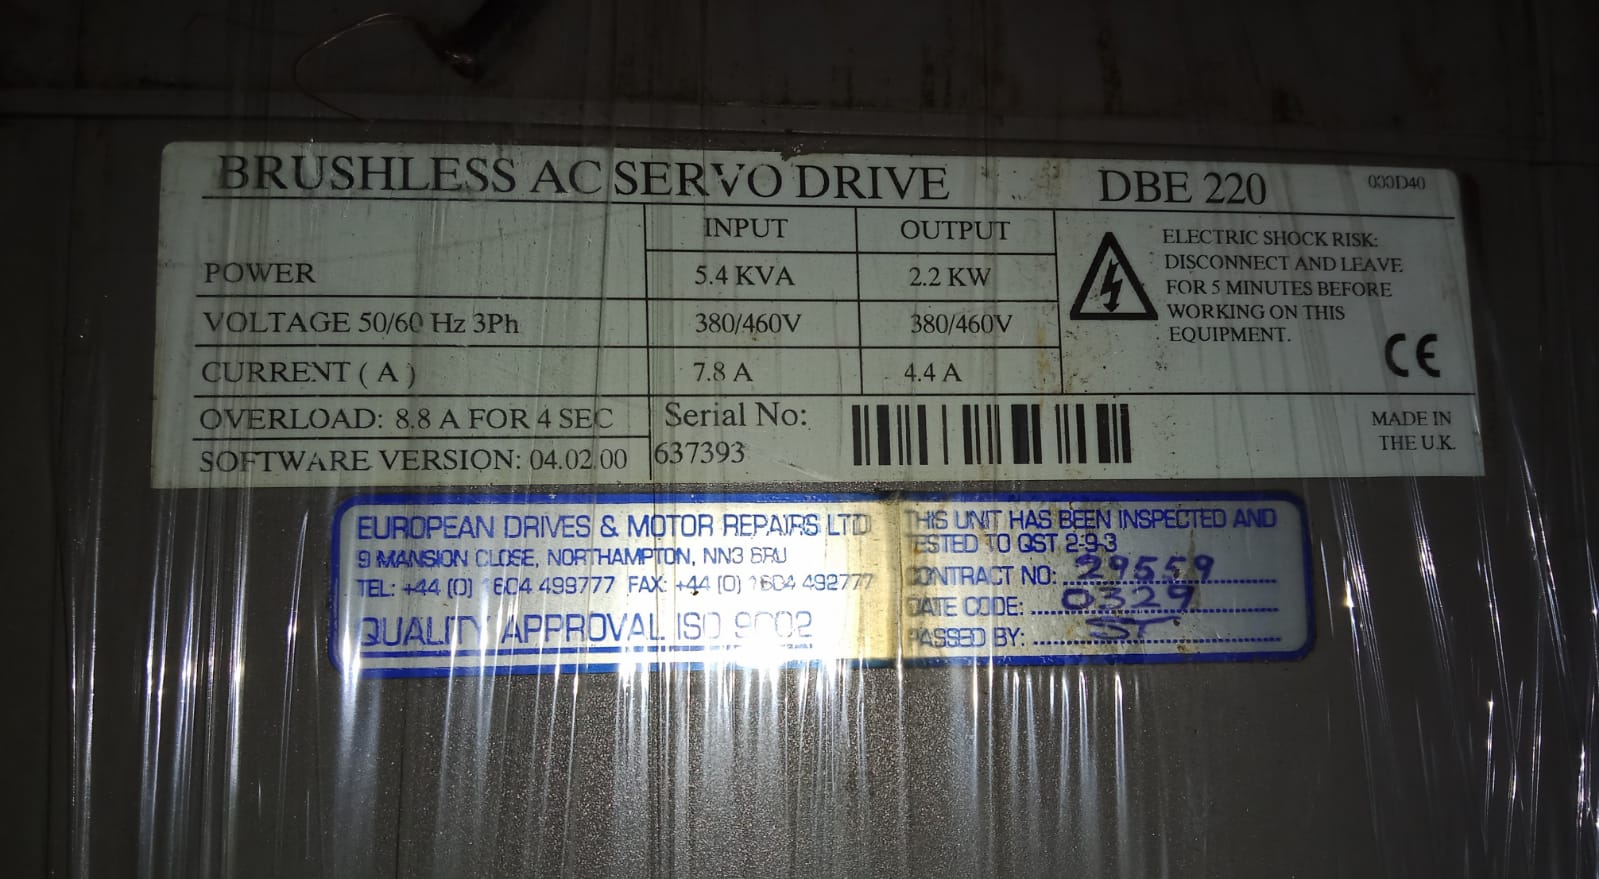 BRUSHLESS AC SERVO DRIVE DBE 220 033D40
INPUT OUTPUT
POWER 5.4 KVA 2.2 KW
VOLTAGE 50/60 Hz 3Ph 380/460V 380/460V
CURRENT ( A ) 7.8 A 4.4 A
ELECTRIC SHOCK RISK:
DISCONNECT AND LEAVE
FOR 5 MINUTES BEFORE
WORKING ON THIS
EQUIPMENT.
CE
OVERLOAD: 8.8 A FOR 4 SEC
SOFTWARE VERSION: 04.02.00
Serial No:
637393
MADE IN
THE U.K.
EUROPEAN DRIVES & MOTOR REPAIRS LTD
9 MANSION CLOSE, NORTHAMPTON, NN3
TEL: +44 (0) 1604 499777 FAX: +44 (0) 1604 492777
QUALITY APPROVAL ISO 9002
THIS UNIT HAS BEEN INSPECTED AND
TESTED TO QST 2-9-3
CONTRACT NO: 29559
DATE CODE: 0329
PASSED BY: ST